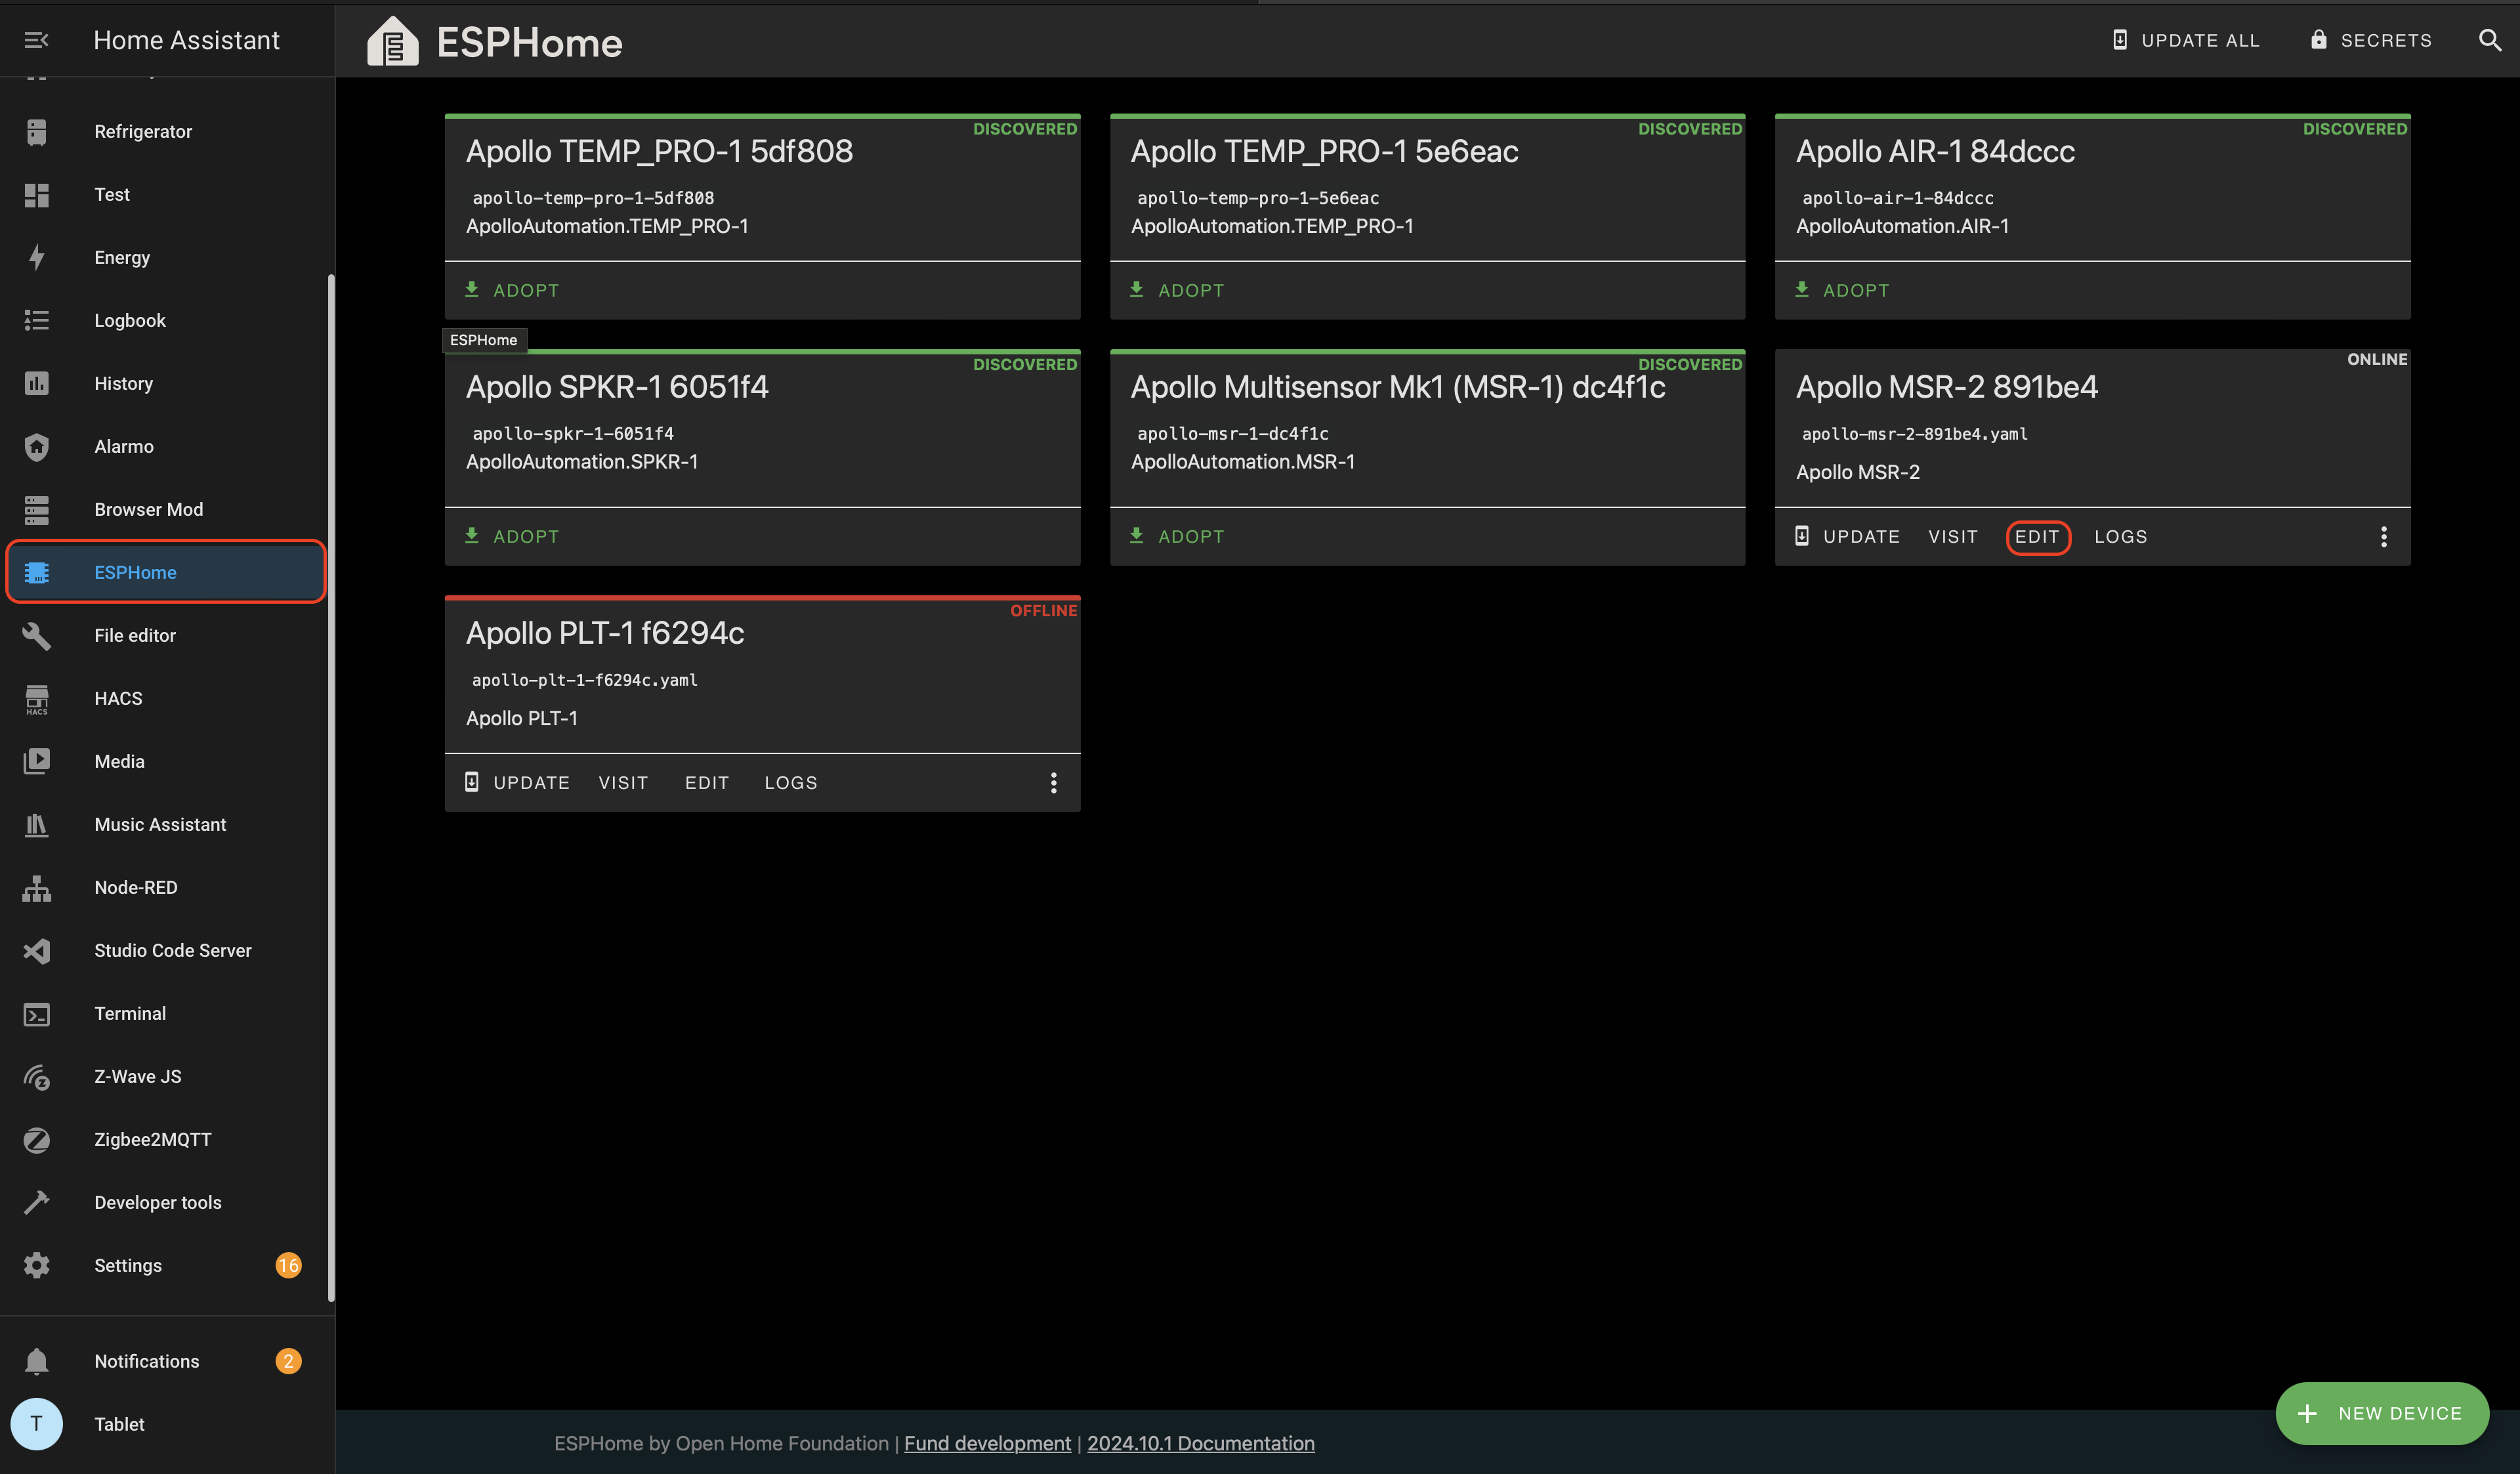 Home Assistant
ESPHome
UPDATE ALL
SECRETS
Refrigerator
Test
Energy
Logbook
History
Alarmo
Browser Mod
ESPHome
File editor
HACS
HACS
Media
Music Assistant
Node-RED
Studio Code Server
Terminal
Z-Wave JS
Zigbee2MQTT
Developer tools
Settings 16
Notifications 2
T Tablet
DISCOVERED
Apollo TEMP_PRO-1 5df808
apollo-temp-pro-1-5df808
ApolloAutomation.TEMP_PRO-1
ADOPT
DISCOVERED
Apollo TEMP_PRO-1 5e6eac
apollo-temp-pro-1-5e6eac
ApolloAutomation.TEMP_PRO-1
ADOPT
DISCOVERED
Apollo AIR-1 84dccc
apollo-air-1-84dccc
ApolloAutomation.AIR-1
ADOPT
ESPHome
DISCOVERED
Apollo SPKR-1 6051f4
apollo-spkr-1-6051f4
ApolloAutomation.SPKR-1
ADOPT
DISCOVERED
Apollo Multisensor Mk1 (MSR-1) dc4f1c
apollo-msr-1-dc4f1c
ApolloAutomation.MSR-1
ADOPT
ONLINE
Apollo MSR-2 891be4
apollo-msr-2-891be4.yaml
Apollo MSR-2
UPDATE VISIT EDIT LOGS
OFFLINE
Apollo PLT-1 f6294c
apollo-plt-1-f6294c.yaml
Apollo PLT-1
UPDATE VISIT EDIT LOGS
+ NEW DEVICE
ESPHome by Open Home Foundation | Fund development | 2024.10.1 Documentation